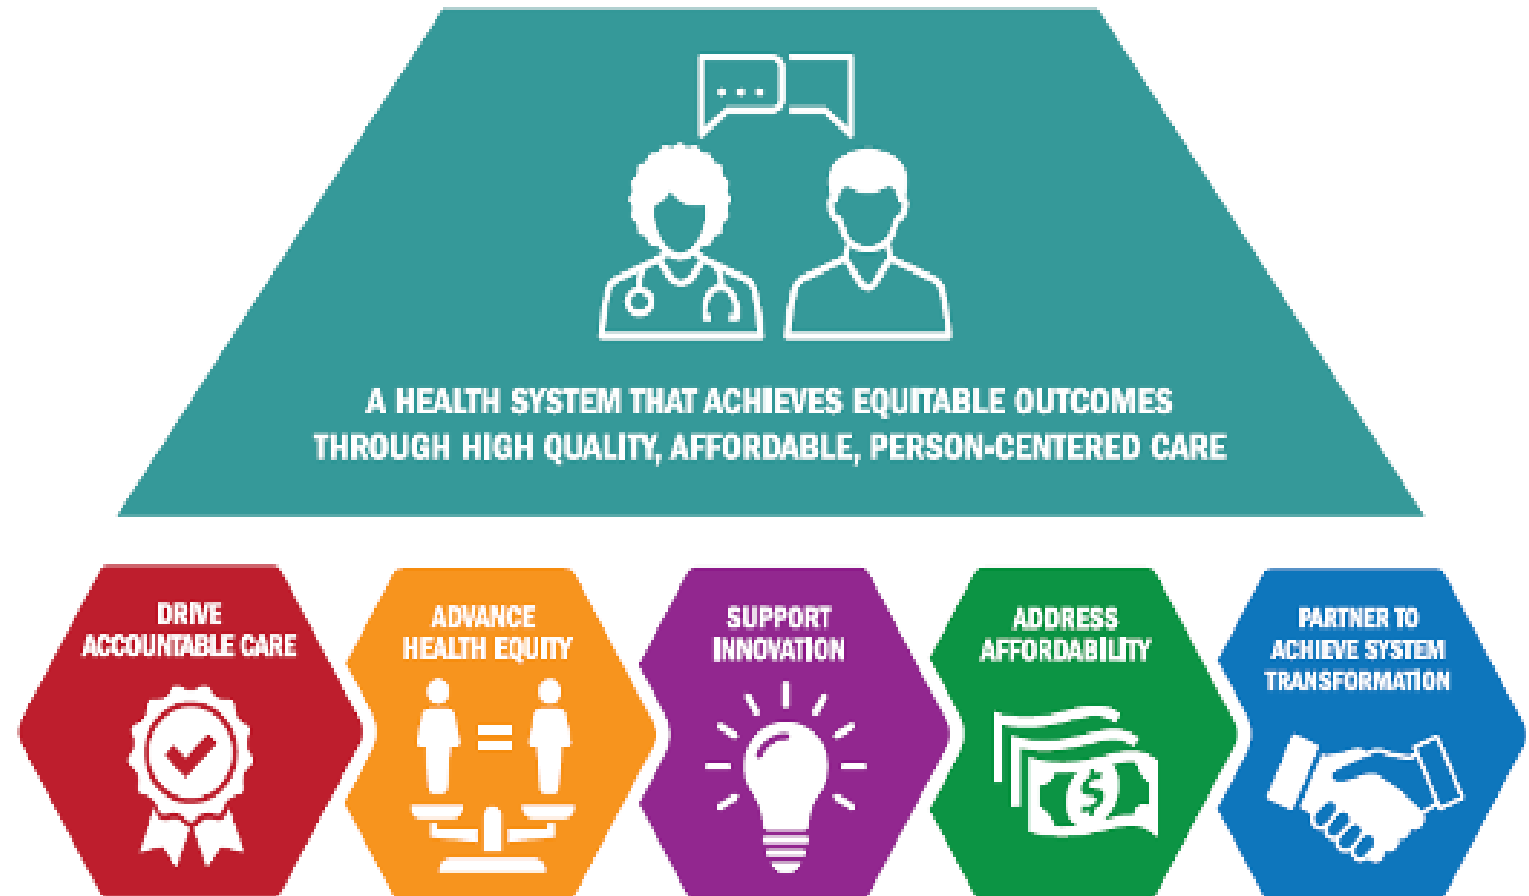 A HEALTH SYSTEM THAT ACHIEVES EQUITABLE OUTCOMES
THROUGH HIGH QUALITY, AFFORDABLE, PERSON-CENTERED CARE
DRIVE
ACCOUNTABLE CARE
ADVANCE
HEALTH EQUITY
SUPPORT
INNOVATION
ADDRESS
AFFORDABILITY
PARTNER TO
ACHIEVE SYSTEM
TRANSFORMATION